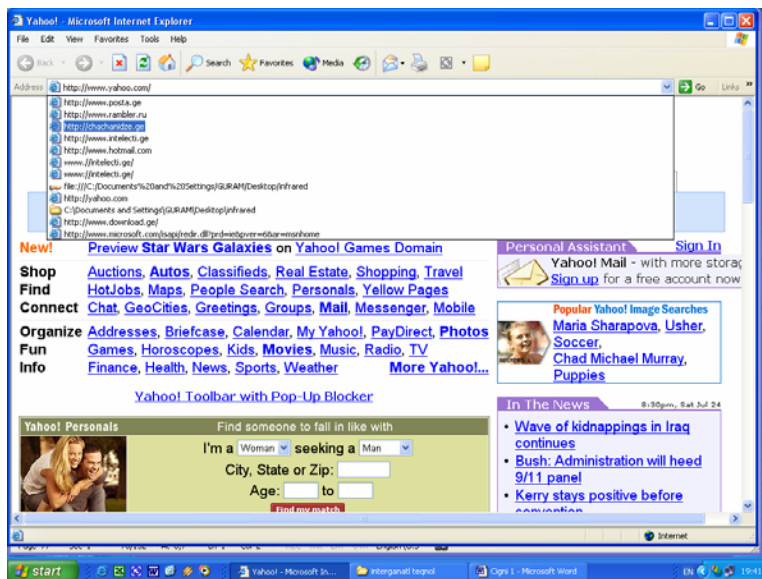 Yahoo! - Microsoft Internet Explorer
File Edit View Favorites Tools Help
Back Search Favorites Media
Address http://www.yahoo.com/ Go Links »
http://www.posta.ge
http://www.rambler.ru
http://chachanidze.ge
http://www.intelecti.ge
http://www.hotmail.com
www.//intelecti.ge/
www://intelecti.ge/
file:///C:/Documents%20and%20Settings/GURAM/Desktop/infrared
http://yahoo.com
C:\Documents and Settings\GURAM\Desktop\infrared
http://www.download.ge/
http://www.microsoft.com/isapi/redir.dll?prd=ie&pver=6&ar=msnhome
New! Preview Star Wars Galaxies on Yahoo! Games Domain
Shop Auctions, Autos, Classifieds, Real Estate, Shopping, Travel
Find HotJobs, Maps, People Search, Personals, Yellow Pages
Connect Chat, GeoCities, Greetings, Groups, Mail, Messenger, Mobile
Organize Addresses, Briefcase, Calendar, My Yahoo!, PayDirect, Photos
Fun Games, Horoscopes, Kids, Movies, Music, Radio, TV
Info Finance, Health, News, Sports, Weather More Yahoo!...
Yahoo! Toolbar with Pop-Up Blocker
Yahoo! Personals Find someone to fall in like with
I'm a Woman seeking a Man
City, State or Zip:
Age: to
Find my match
Personal Assistant Sign In
Yahoo! Mail - with more storag
Sign up for a free account now
Popular Yahoo! Image Searches
Maria Sharapova, Usher,
Soccer,
Chad Michael Murray,
Puppies
In The News 8:30pm, Sat Jul 24
• Wave of kidnappings in Iraq
continues
• Bush: Administration will heed
9/11 panel
• Kerry stays positive before
convention
Internet
start Yahoo! - Microsoft In... interganatl teqnol Cigni 1 - Microsoft Word EN 19:41